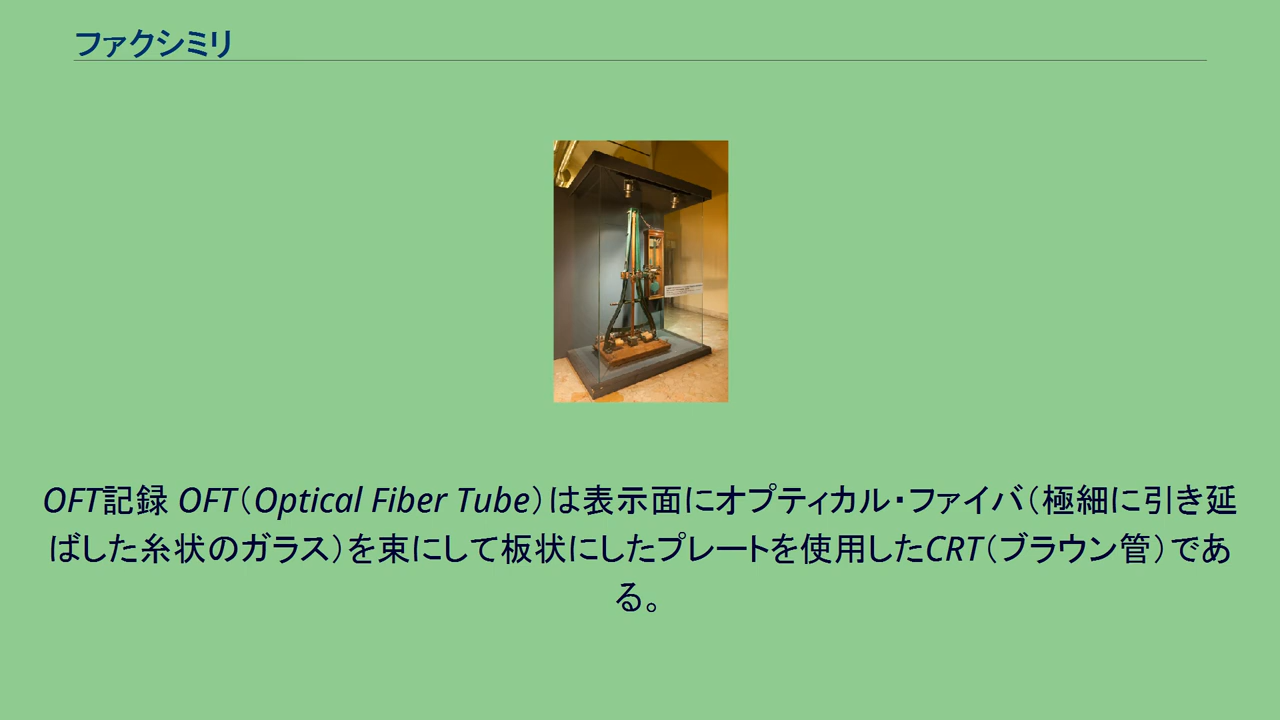 ファクシミリ
OFT記録 OFT（Optical Fiber Tube）は表示面にオプティカル・ファイバ（極細に引き延
ばした糸状のガラス）を束にして板状にしたプレートを使用したCRT（ブラウン管）であ
る。